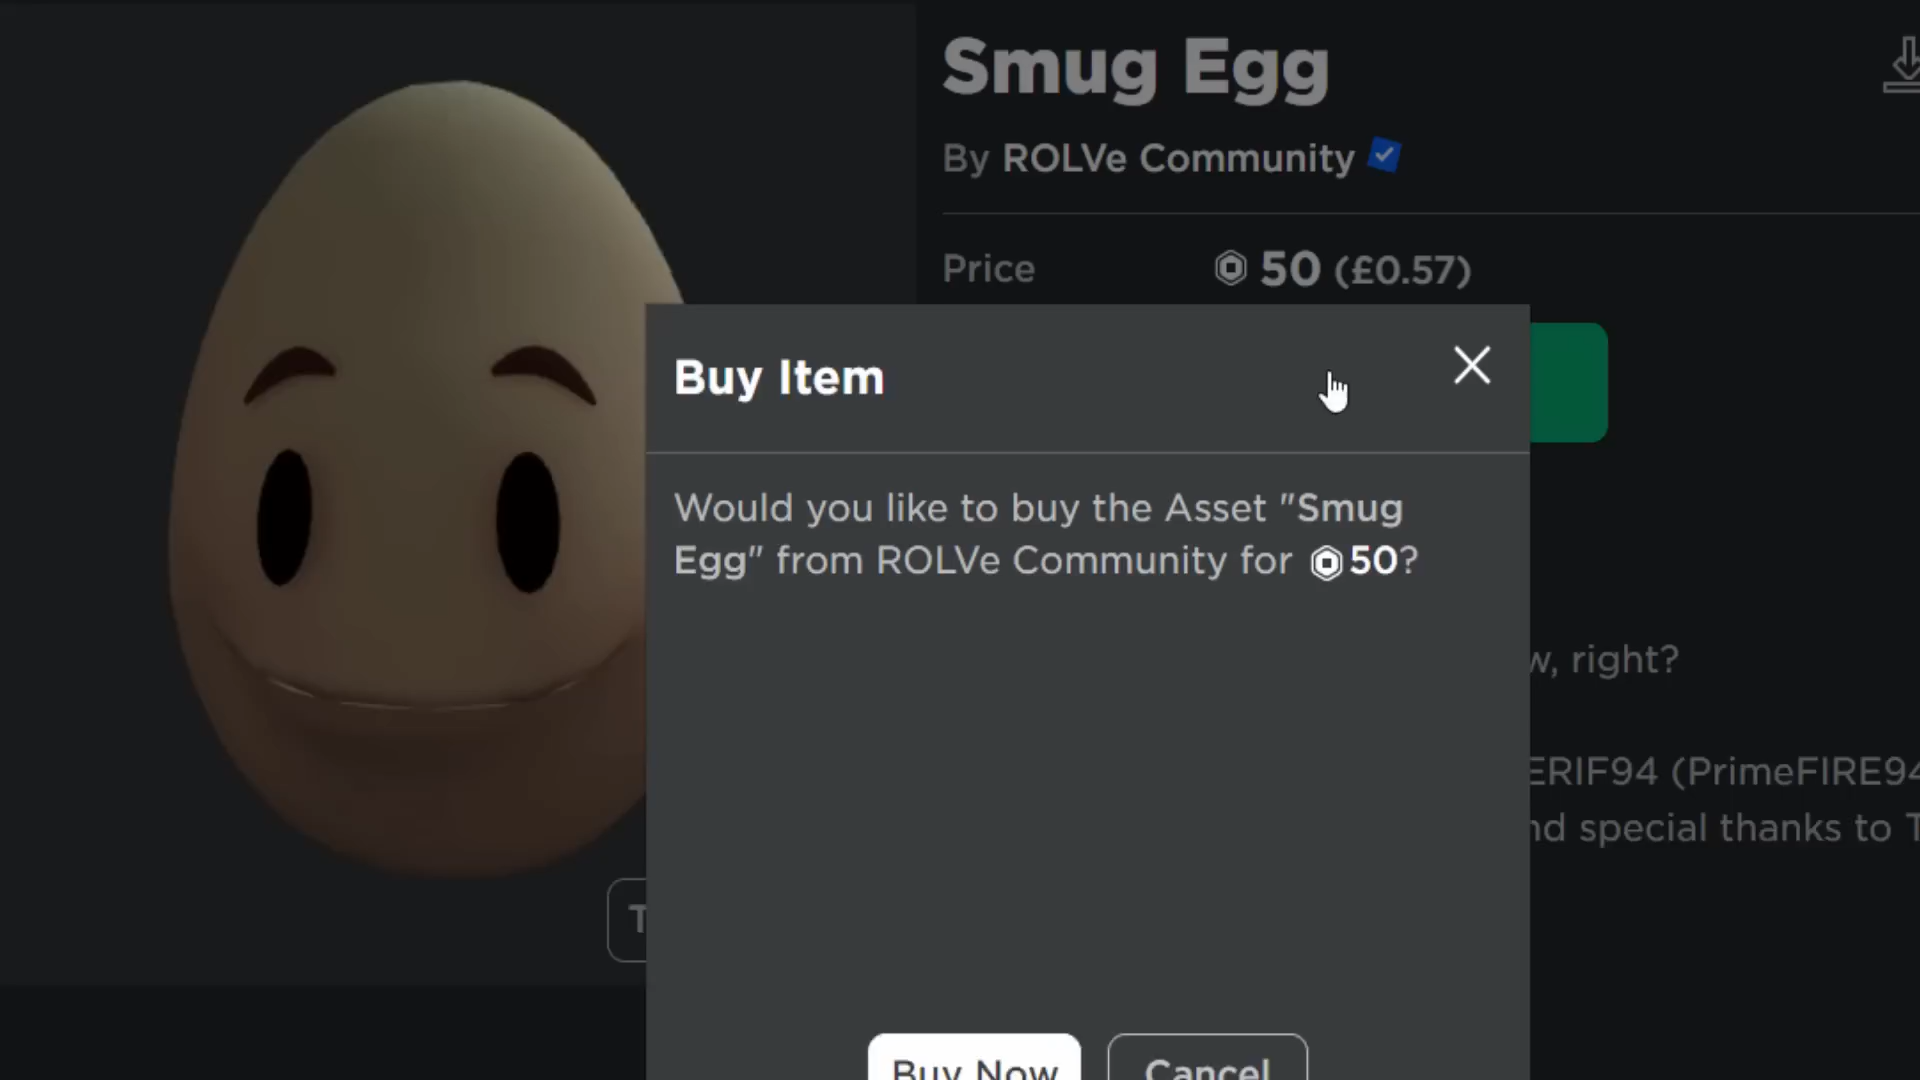 Smug Egg
By ROLVe Community
Price 50 (£0.57)
Buy Item
Would you like to buy the Asset "Smug
Egg" from ROLVe Community for 50?
w, right?
ERIF94 (PrimeFIRE94
nd special thanks to T
T
Buy Now Cancel